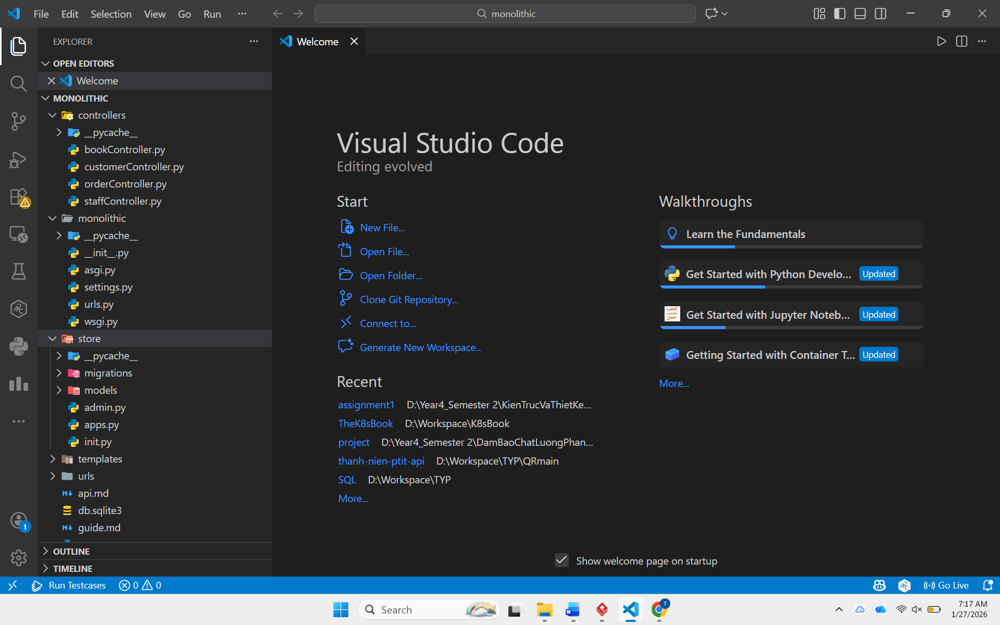 File Edit Selection View Go Run ···
monolithic
EXPLORER
OPEN EDITORS
Welcome
MONOLITHIC
controllers
__pycache__
bookController.py
customerController.py
orderController.py
staffController.py
monolithic
__pycache__
__init__.py
asgi.py
settings.py
urls.py
wsgi.py
store
__pycache__
migrations
models
admin.py
apps.py
init.py
templates
urls
api.md
db.sqlite3
guide.md
OUTLINE
TIMELINE
1
Welcome
Visual Studio Code
Editing evolved
Start
New File...
Open File...
Open Folder...
Clone Git Repository...
Connect to...
Generate New Workspace...
Recent
assignment1 D:\Year4_Semester 2\KienTrucVaThietKe...
TheK8sBook D:\Workspace\K8sBook
project D:\Year4_Semester 2\DamBaoChatLuongPhan...
thanh-nien-ptit-api D:\Workspace\TYP\QRmain
SQL D:\Workspace\TYP
More...
Walkthroughs
Learn the Fundamentals
Get Started with Python Develo... Updated
jupyter Get Started with Jupyter Noteb... Updated
Getting Started with Container T... Updated
More...
Show welcome page on startup
Run Testcases 0 0
Go Live
Search
W
T
7:17 AM
1/27/2026